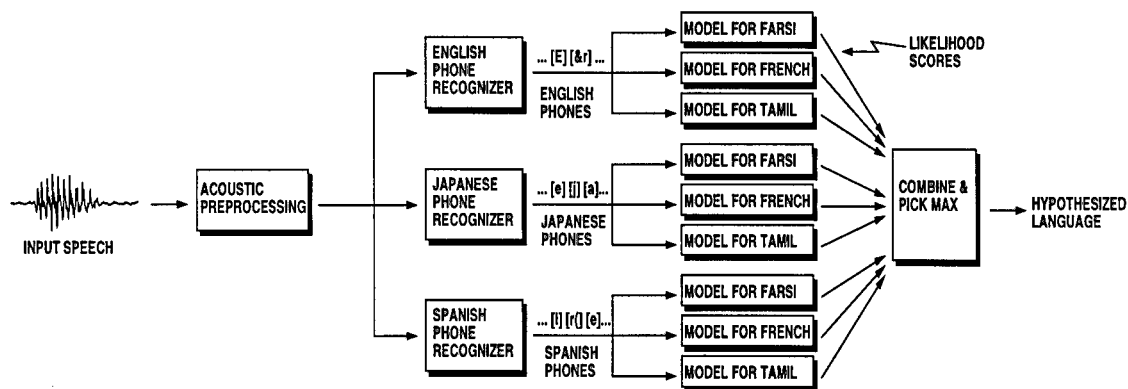 INPUT SPEECH
ACOUSTIC
PREPROCESSING
ENGLISH
PHONE
RECOGNIZER
... [E] [&r] ...
ENGLISH
PHONES
MODEL FOR FARSI
MODEL FOR FRENCH
MODEL FOR TAMIL
LIKELIHOOD
SCORES
JAPANESE
PHONE
RECOGNIZER
... [e] [j] [a]...
JAPANESE
PHONES
MODEL FOR FARSI
MODEL FOR FRENCH
MODEL FOR TAMIL
COMBINE &
PICK MAX
HYPOTHESIZED
LANGUAGE
SPANISH
PHONE
RECOGNIZER
... [i] [r(] [e]...
SPANISH
PHONES
MODEL FOR FARSI
MODEL FOR FRENCH
MODEL FOR TAMIL